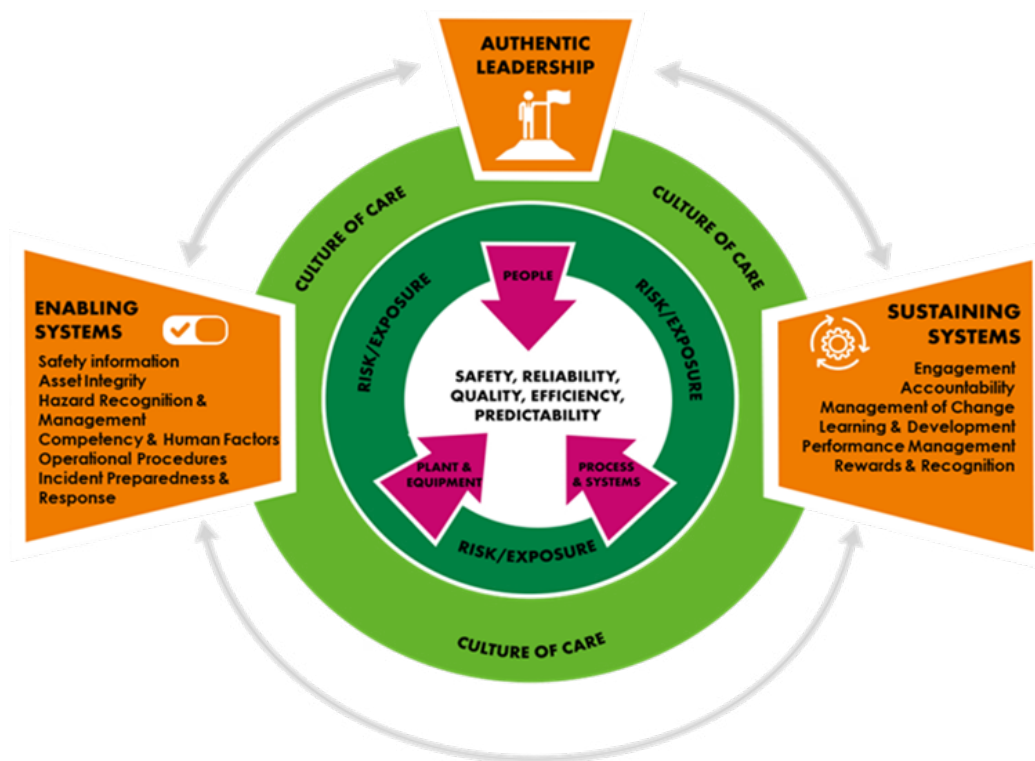 AUTHENTIC
LEADERSHIP
CULTURE OF CARE
CULTURE OF CARE
RISK/EXPOSURE
PEOPLE
RISK/EXPOSURE
ENABLING
SYSTEMS
Safety information
Asset Integrity
Hazard Recognition &
Management
Competency & Human Factors
Operational Procedures
Incident Preparedness &
Response
SAFETY, RELIABILITY,
QUALITY, EFFICIENCY,
PREDICTABILITY
SUSTAINING
SYSTEMS
Engagement
Accountability
Management of Change
Learning & Development
Performance Management
Rewards & Recognition
PLANT &
EQUIPMENT
PROCESS
& SYSTEMS
RISK/EXPOSURE
CULTURE OF CARE